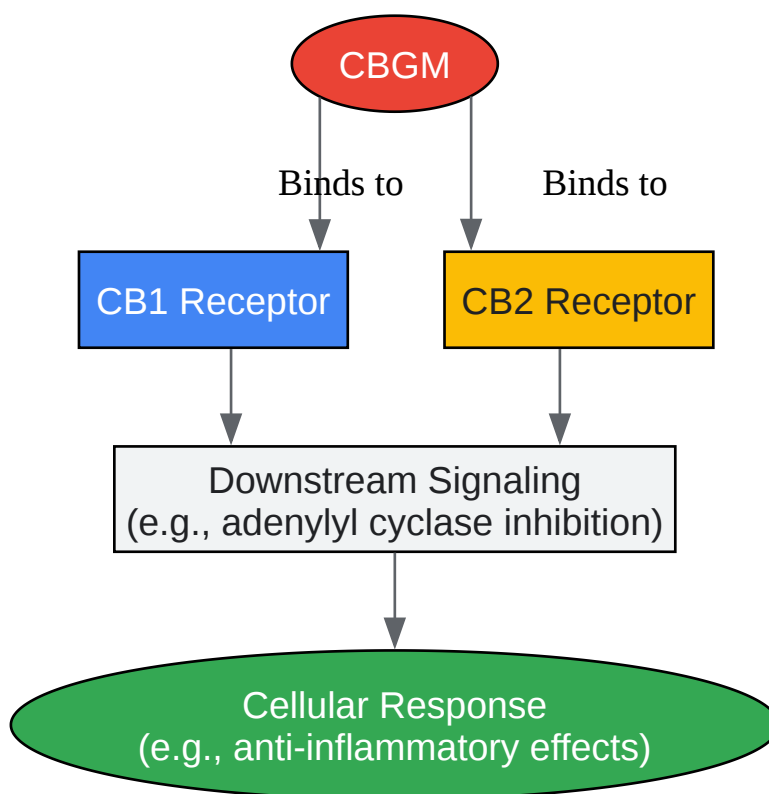 CBGM
Binds to
Binds to
CB1 Receptor
CB2 Receptor
Downstream Signaling
(e.g., adenylyl cyclase inhibition)
Cellular Response
(e.g., anti-inflammatory effects)